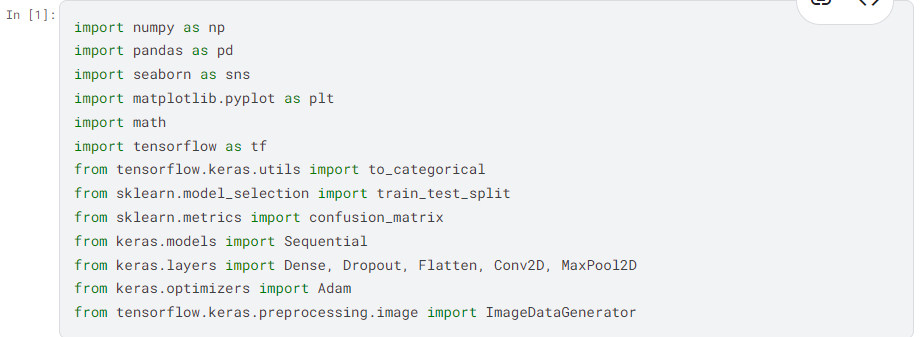 In [1]:
import numpy as np
import pandas as pd
import seaborn as sns
import matplotlib.pyplot as plt
import math
import tensorflow as tf
from tensorflow.keras.utils import to_categorical
from sklearn.model_selection import train_test_split
from sklearn.metrics import confusion_matrix
from keras.models import Sequential
from keras.layers import Dense, Dropout, Flatten, Conv2D, MaxPool2D
from keras.optimizers import Adam
from tensorflow.keras.preprocessing.image import ImageDataGenerator